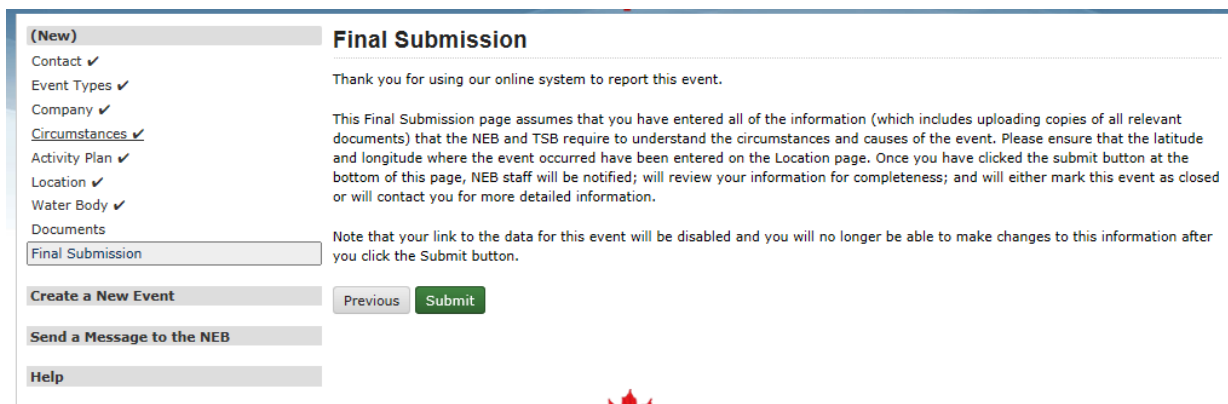 (New)
Contact ✔
Event Types ✔
Company ✔
Circumstances ✔
Activity Plan ✔
Location ✔
Water Body ✔
Documents
Final Submission
Create a New Event
Send a Message to the NEB
Help
Final Submission
Thank you for using our online system to report this event.
This Final Submission page assumes that you have entered all of the information (which includes uploading copies of all relevant
documents) that the NEB and TSB require to understand the circumstances and causes of the event. Please ensure that the latitude
and longitude where the event occurred have been entered on the Location page. Once you have clicked the submit button at the
bottom of this page, NEB staff will be notified; will review your information for completeness; and will either mark this event as closed
or will contact you for more detailed information.
Note that your link to the data for this event will be disabled and you will no longer be able to make changes to this information after
you click the Submit button.
Previous Submit